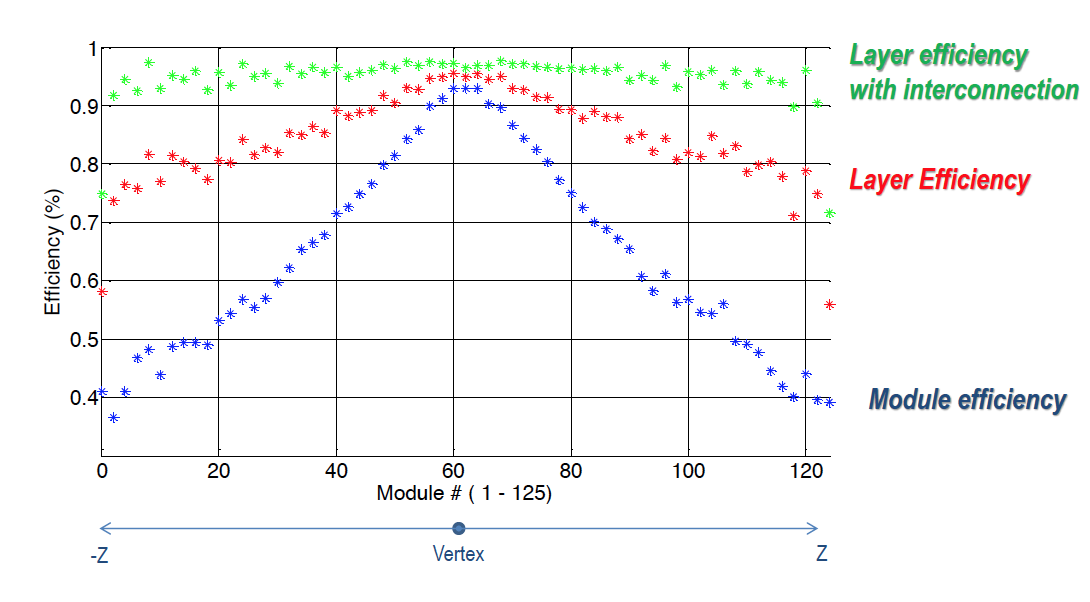 1
0.9
0.8
0.7
0.6
0.5
0.4
Efficiency (%)
0 20 40 60 80 100 120
Module # ( 1 - 125)
-Z Vertex Z
Layer efficiency
with interconnection
Layer Efficiency
Module efficiency